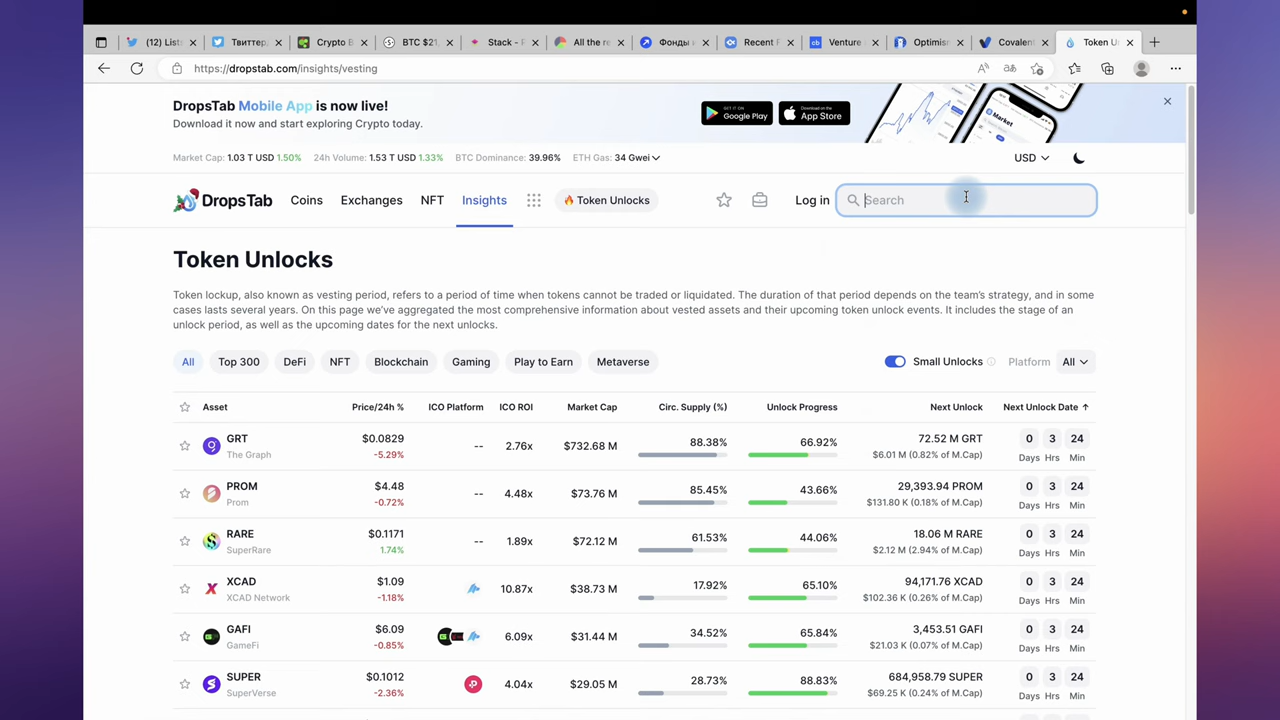 (12) List
Твиттер
Crypto B
BTC $21,
Stack - F
All the re
Фонды и
Recent F
Venture
Optimis
Covalen
Token U
https://dropstab.com/insights/vesting
DropsTab Mobile App is now live!
Download it now and start exploring Crypto today.
GET IT ON
Google Play
Download on the
App Store
Market
Market Cap: 1.03 T USD 1.50% 24h Volume: 1.53 T USD 1.33% BTC Dominance: 39.96% ETH Gas: 34 Gwei
USD
DropsTab
Coins Exchanges NFT Insights
Token Unlocks
Log in
Search
Token Unlocks
Token lockup, also known as vesting period, refers to a period of time when tokens cannot be traded or liquidated. The duration of that period depends on the team's strategy, and in some
cases lasts several years. On this page we've aggregated the most comprehensive information about vested assets and their upcoming token unlock events. It includes the stage of an
unlock period, as well as the upcoming dates for the next unlocks.
All Top 300 DeFi NFT Blockchain Gaming Play to Earn Metaverse
Small Unlocks Platform All
Asset Price/24h % ICO Platform ICO ROI Market Cap Circ. Supply (%) Unlock Progress Next Unlock Next Unlock Date
GRT $0.0829 -- 2.76x $732.68 M 88.38% 66.92% 72.52 M GRT 0 3 24
The Graph -5.29% $6.01 M (0.82% of M.Cap) Days Hrs Min
PROM $4.48 -- 4.48x $73.76 M 85.45% 43.66% 29,393.94 PROM 0 3 24
Prom -0.72% $131.80 K (0.18% of M.Cap) Days Hrs Min
RARE $0.1171 -- 1.89x $72.12 M 61.53% 44.06% 18.06 M RARE 0 3 24
SuperRare 1.74% $2.12 M (2.94% of M.Cap) Days Hrs Min
XCAD $1.09 10.87x $38.73 M 17.92% 65.10% 94,171.76 XCAD 0 3 24
XCAD Network -1.18% $102.36 K (0.26% of M.Cap) Days Hrs Min
GAFI $6.09 6.09x $31.44 M 34.52% 65.84% 3,453.51 GAFI 0 3 24
GameFi -0.85% $21.03 K (0.07% of M.Cap) Days Hrs Min
SUPER $0.1012 4.04x $29.05 M 28.73% 88.83% 684,958.79 SUPER 0 3 24
SuperVerse -2.36% $69.25 K (0.24% of M.Cap) Days Hrs Min